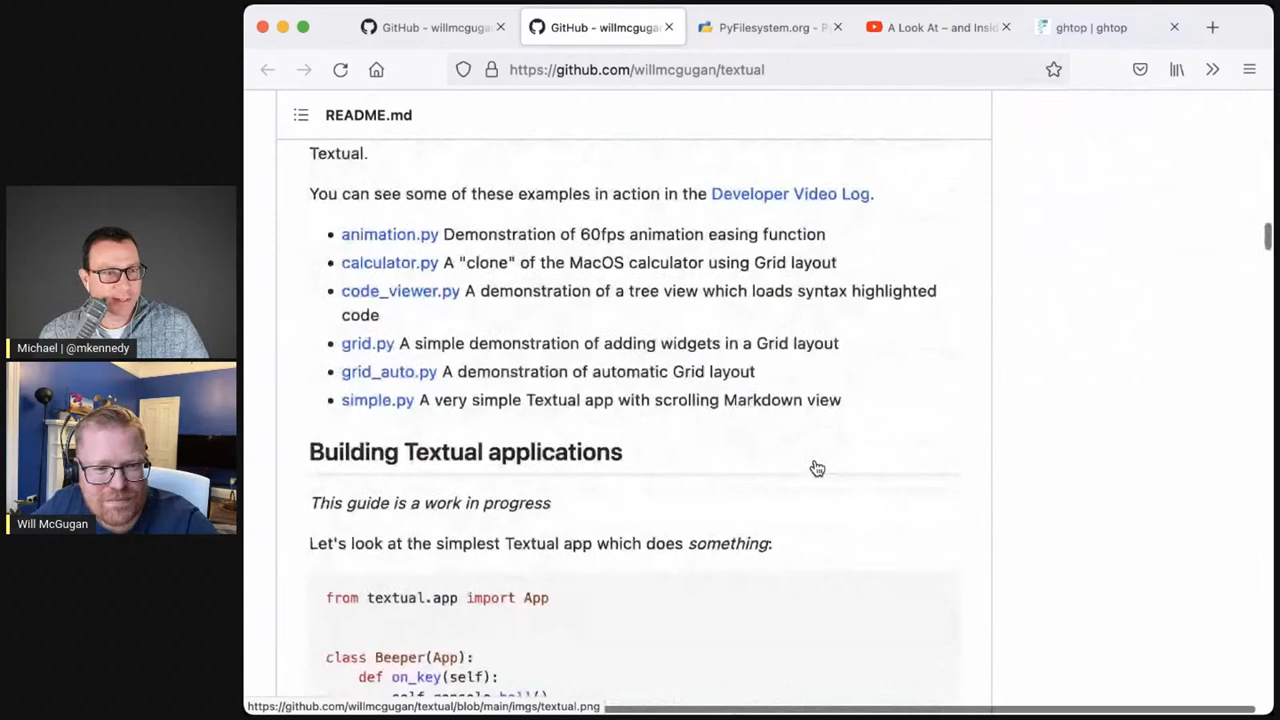 GitHub - willmcgugan
GitHub - willmcgugan
PyFilesystem.org - P
A Look At – and Insid
ghtop | ghtop
https://github.com/willmcgugan/textual
README.md
Textual.
You can see some of these examples in action in the Developer Video Log.
animation.py Demonstration of 60fps animation easing function
calculator.py A "clone" of the MacOS calculator using Grid layout
code_viewer.py A demonstration of a tree view which loads syntax highlighted
code
grid.py A simple demonstration of adding widgets in a Grid layout
grid_auto.py A demonstration of automatic Grid layout
simple.py A very simple Textual app with scrolling Markdown view
Building Textual applications
This guide is a work in progress
Let's look at the simplest Textual app which does something:
from textual.app import App
class Beeper(App):
def on_key(self):
self.console.bell()
https://github.com/willmcgugan/textual/blob/main/imgs/textual.png
Michael | @mkennedy
Will McGugan